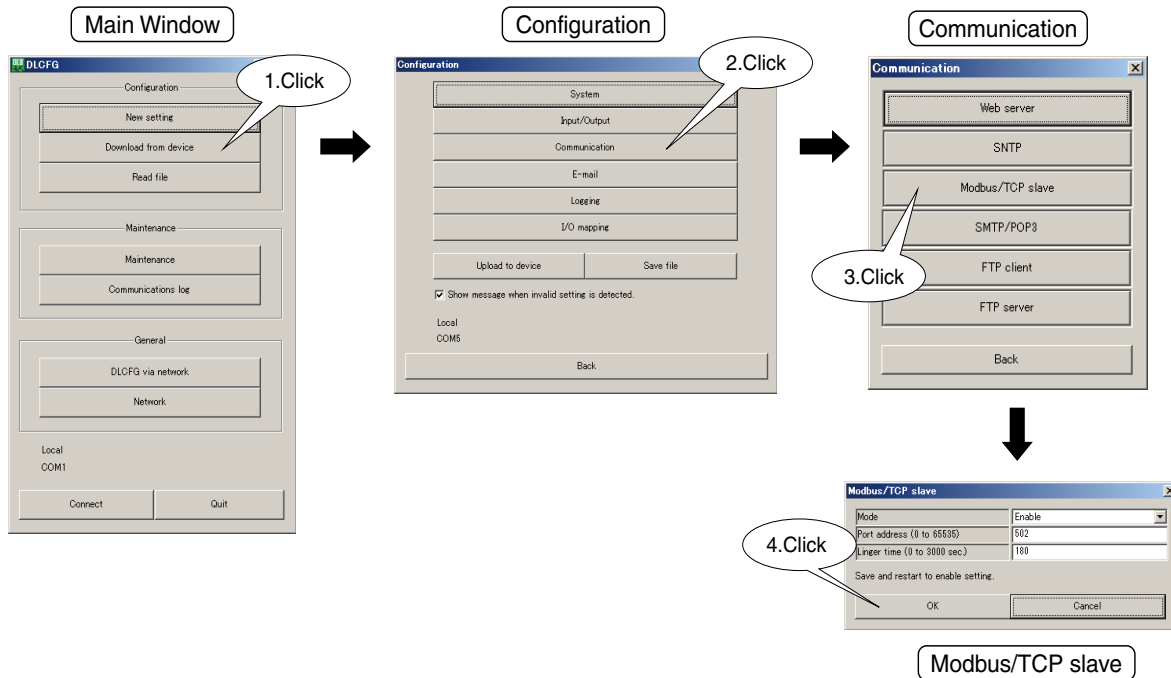 Main Window
DLCFG
1.Click
Configuration
New setting
Download from device
Read file
Maintenance
Maintenance
Communications log
General
DLCFG via network
Network
Local
COM1
Connect
Quit
Configuration
Configuration
2.Click
System
Input/Output
Communication
E-mail
Logging
I/O mapping
Upload to device
Save file
Show message when invalid setting is detected.
Local
COM5
Back
Communication
Communication
Web server
SNTP
Modbus/TCP slave
SMTP/POP3
3.Click
FTP client
FTP server
Back
Modbus/TCP slave
Mode Enable
Port address (0 to 65535) 502
Linger time (0 to 3000 sec.) 180
4.Click
Save and restart to enable setting.
OK
Cancel
Modbus/TCP slave